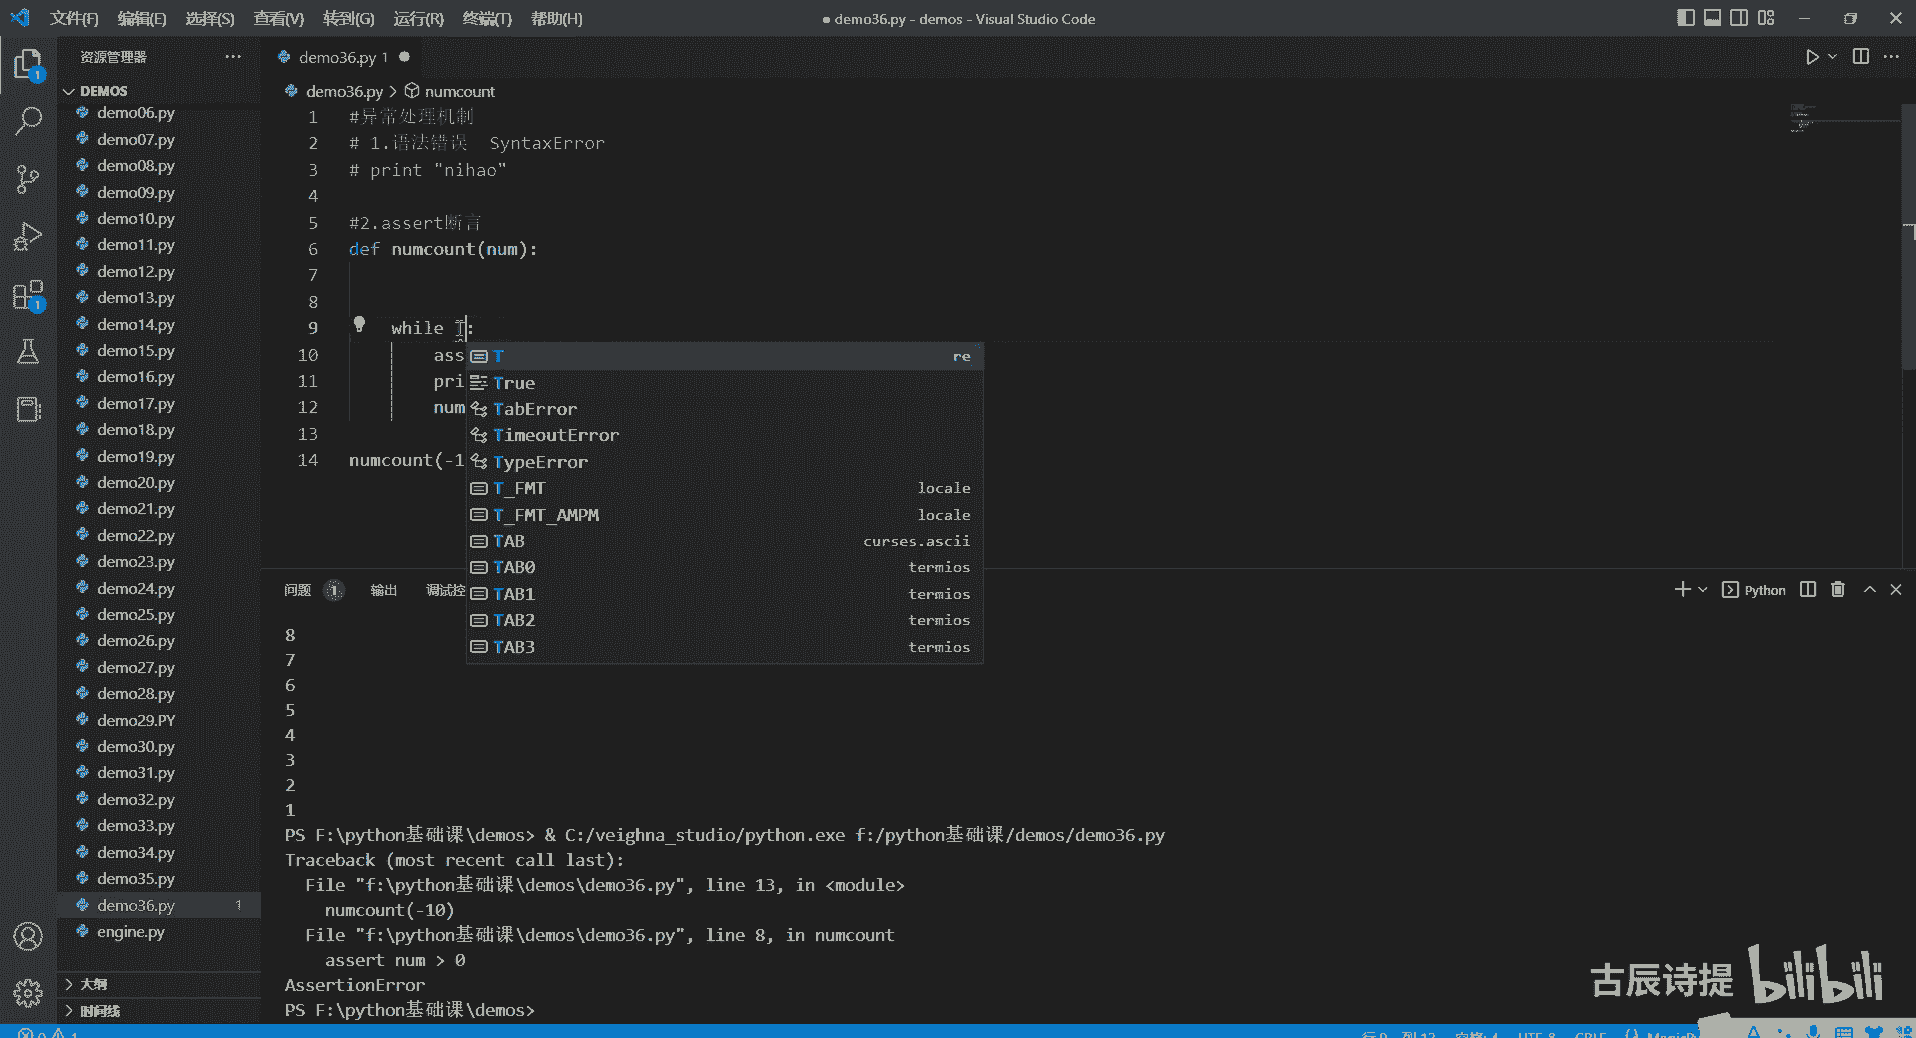 文件(F) 编辑(E) 选择(S) 查看(V) 转到(G) 运行(R) 终端(T) 帮助(H)
● demo36.py - demos - Visual Studio Code
资源管理器 ···
demo36.py 1 ●
DEMOS
demo36.py > numcount
demo06.py
demo07.py
demo08.py
demo09.py
demo10.py
demo11.py
demo12.py
demo13.py
demo14.py
demo15.py
demo16.py
demo17.py
demo18.py
demo19.py
demo20.py
demo21.py
demo22.py
demo23.py
demo24.py
demo25.py
demo26.py
demo27.py
demo28.py
demo29.PY
demo30.py
demo31.py
demo32.py
demo33.py
demo34.py
demo35.py
demo36.py 1
engine.py
大纲
时间线
1 #异常处理机制
2 # 1.语法错误 SyntaxError
3 # print "nihao"
4
5 #2.assert断言
6 def numcount(num):
7
8
9 while T:
10 ass
11 pri
12 num
13
14 numcount(-1
T re
True
TabError
TimeoutError
TypeError
T_FMT locale
T_FMT_AMPM locale
TAB curses.ascii
TAB0 termios
TAB1 termios
TAB2 termios
TAB3 termios
问题 1 输出 调试控
Python
8
7
6
5
4
3
2
1
PS F:\python基础课\demos> & C:/veighna_studio/python.exe f:/python基础课/demos/demo36.py
Traceback (most recent call last):
File "f:\python基础课\demos\demo36.py", line 13, in <module>
numcount(-10)
File "f:\python基础课\demos\demo36.py", line 8, in numcount
assert num > 0
AssertionError
PS F:\python基础课\demos>
古辰诗提 bilibili